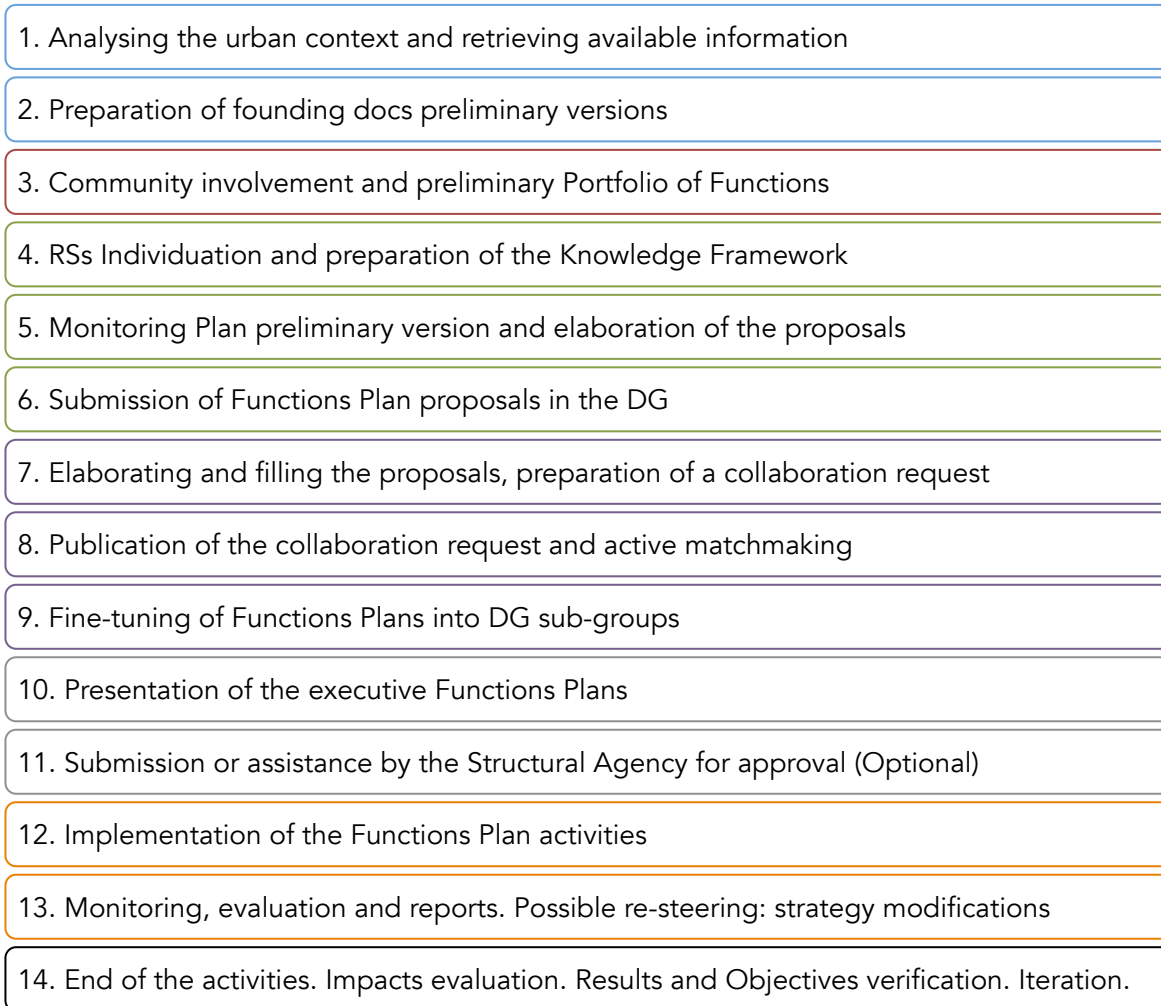 1. Analysing the urban context and retrieving available information
2. Preparation of founding docs preliminary versions
3. Community involvement and preliminary Portfolio of Functions
4. RSs Individuation and preparation of the Knowledge Framework
5. Monitoring Plan preliminary version and elaboration of the proposals
6. Submission of Functions Plan proposals in the DG
7. Elaborating and filling the proposals, preparation of a collaboration request
8. Publication of the collaboration request and active matchmaking
9. Fine-tuning of Functions Plans into DG sub-groups
10. Presentation of the executive Functions Plans
11. Submission or assistance by the Structural Agency for approval (Optional)
12. Implementation of the Functions Plan activities
13. Monitoring, evaluation and reports. Possible re-steering: strategy modifications
14. End of the activities. Impacts evaluation. Results and Objectives verification. Iteration.